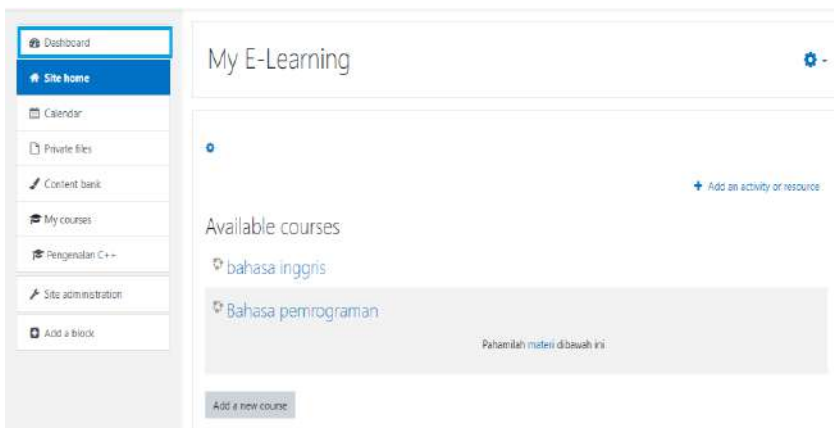 Dashboard
Site home
Calendar
Private files
Content bank
My courses
Pengenalan C++
Site administration
Add a block
My E-Learning
Add an activity or resource
Available courses
bahasa inggris
Bahasa pemrograman
Pahamilah materi dibawah ini
Add a new course